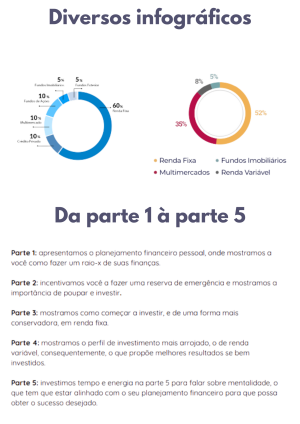 Diversos infográficos
5%
Fundos Imobiliários
5%
10%
Fundos de Ações
10%
Multimercado
10%
Crédito Privado
60%
Renda Fixa
8%
5%
52%
35%
Renda Fixa
Fundos Imobiliários
Multimercados
Renda Variável
Da parte 1 à parte 5
Parte 1: apresentamos o planejamento financeiro pessoal, onde mostramos a
você como fazer um raio-x de suas finanças.
Parte 2: incentivamos você a fazer uma reserva de emergência e mostramos a
importância de poupar e investir.
Parte 3: mostramos como começar a investir, e de uma forma mais
conservadora, em renda fixa.
Parte 4: mostramos o perfil de investimento mais arrojado, o de renda
variável, consequentemente, o que propõe melhores resultados se bem
investidos.
Parte 5: investimos tempo e energia na parte 5 para falar sobre mentalidade, o
que tem que estar alinhado com o seu planejamento financeiro para que possa
obter o sucesso desejado.